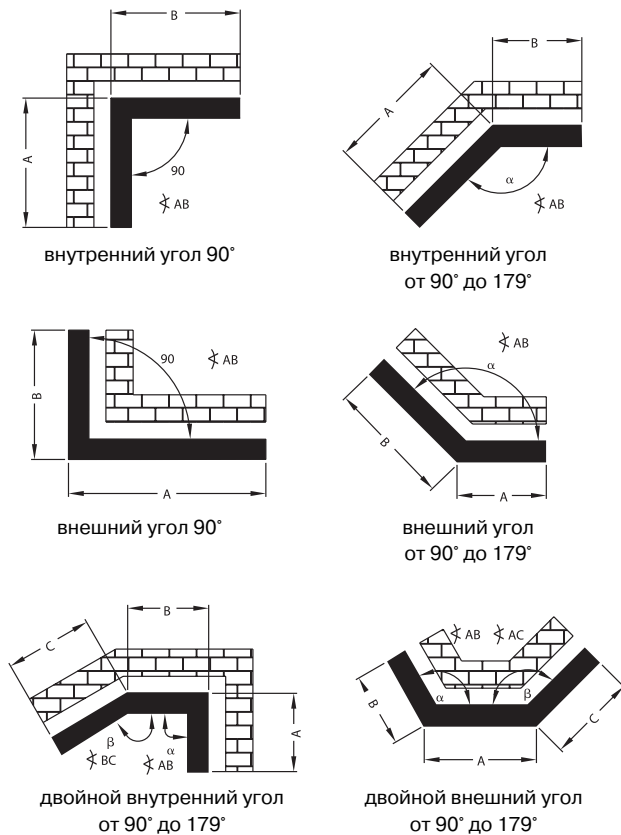 B
A
90
∢ AB
внутренний угол 90˚
B
A
α
∢ AB
внутренний угол
от 90˚ до 179˚
B
90
∢ AB
A
внешний угол 90˚
∢ AB
α
B
A
внешний угол
от 90˚ до 179˚
B
C
A
β
α
∢ BC
∢ AB
двойной внутренний угол
от 90˚ до 179˚
∢ AB
∢ AC
α
β
B
C
A
двойной внешний угол
от 90˚ до 179˚